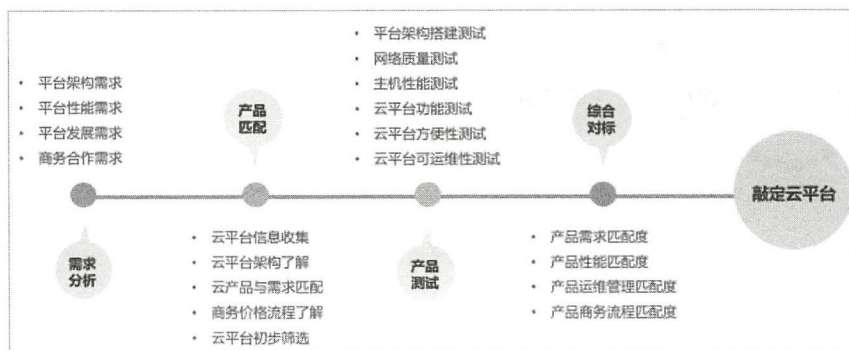 平台架构需求
平台性能需求
平台发展需求
商务合作需求
需求
分析
产品
匹配
云平台信息收集
云平台架构了解
云产品与需求匹配
商务价格流程了解
云平台初步筛选
平台架构搭建测试
网络质量测试
主机性能测试
云平台功能测试
云平台方便性测试
云平台可运维性测试
产品
测试
综合
对标
产品需求匹配度
产品性能匹配度
产品运维管理匹配度
产品商务流程匹配度
敲定云平台